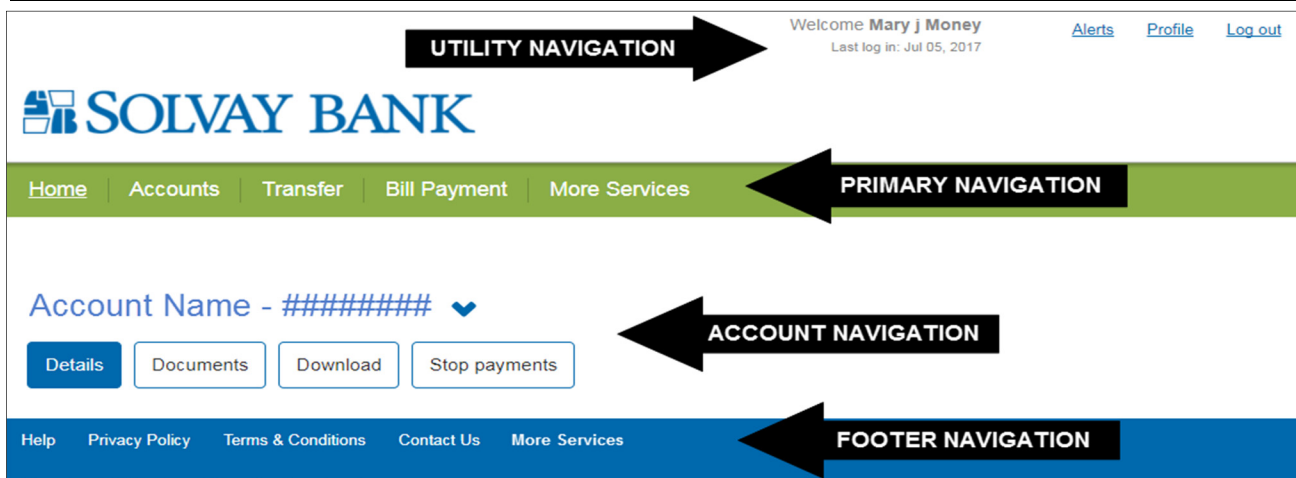 Welcome Mary j Money
Alerts Profile Log out
UTILITY NAVIGATION
Last log in: Jul 05, 2017
SOLVAY BANK
Home Accounts Transfer Bill Payment More Services
PRIMARY NAVIGATION
Account Name - ########
ACCOUNT NAVIGATION
Details Documents Download Stop payments
Help Privacy Policy Terms & Conditions Contact Us More Services
FOOTER NAVIGATION